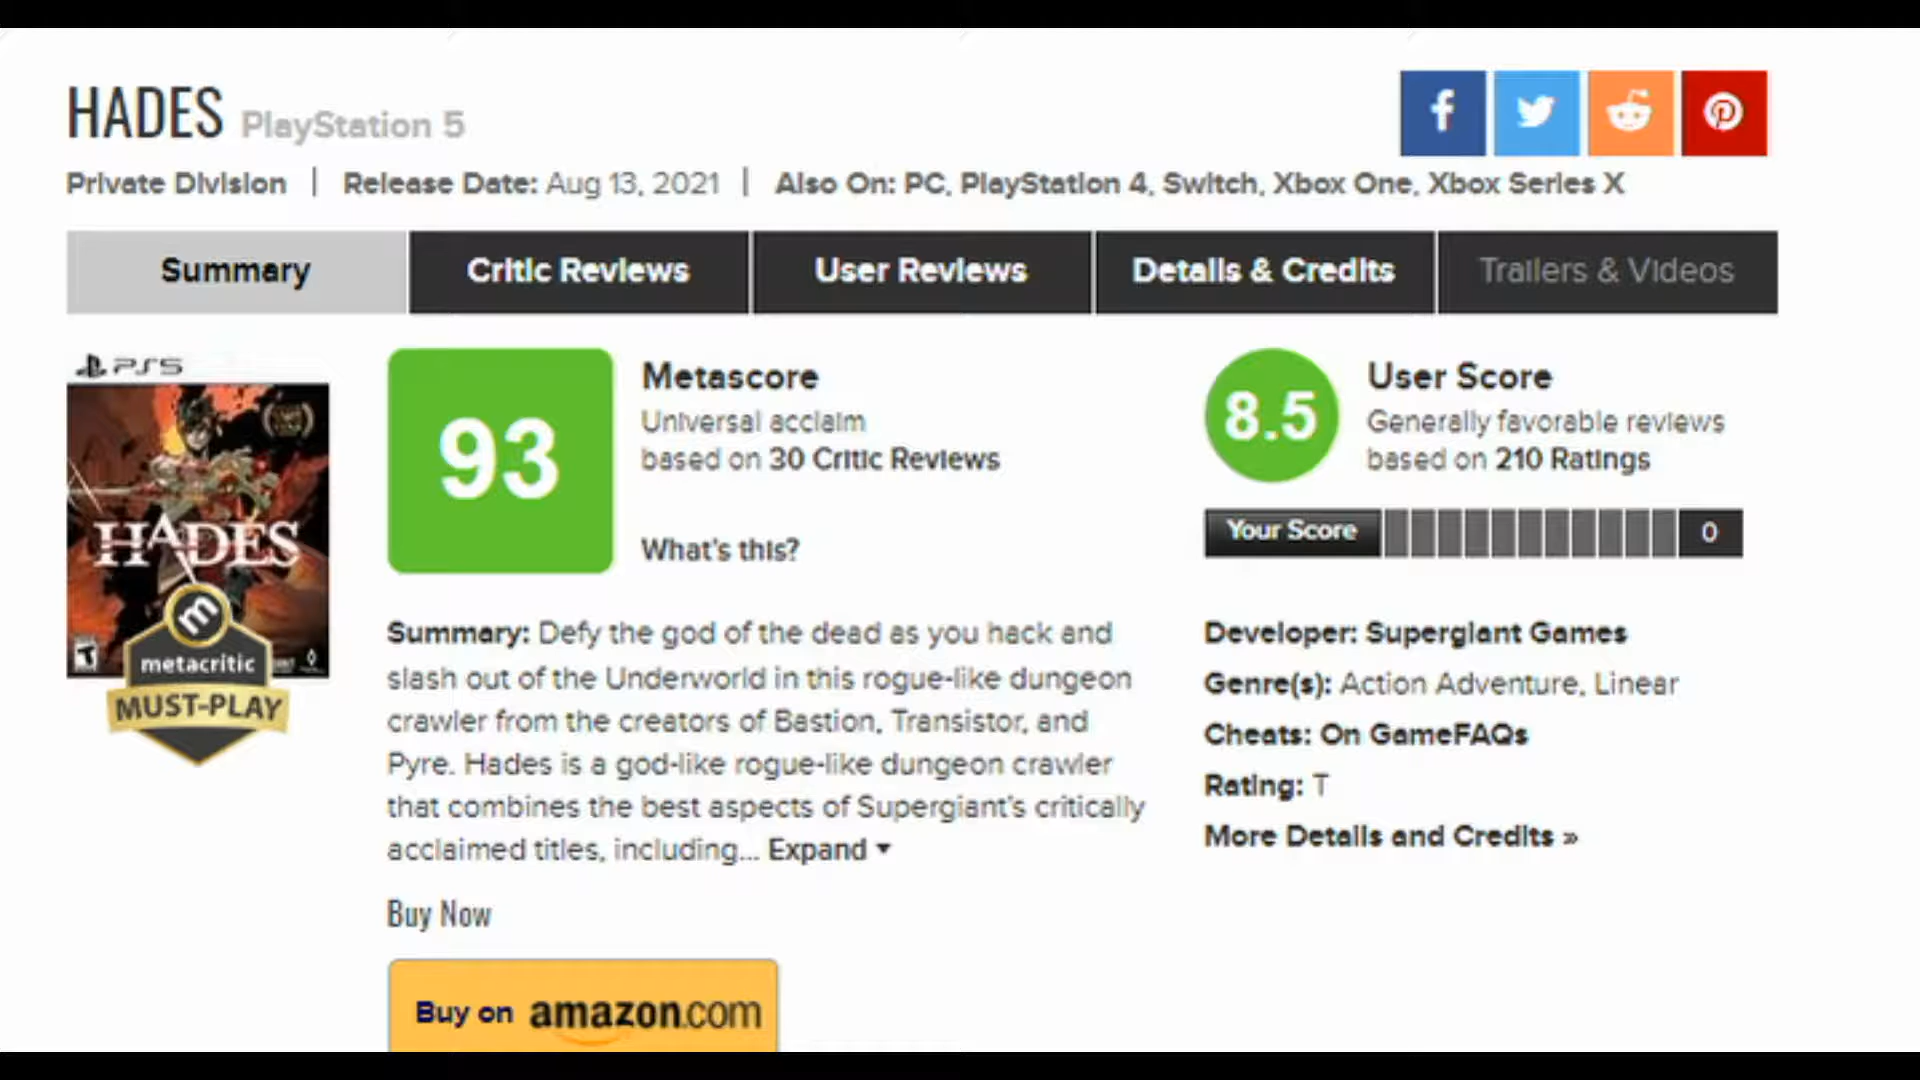 HADES PlayStation 5
Private Division | Release Date: Aug 13, 2021 | Also On: PC, PlayStation 4, Switch, Xbox One, Xbox Series X
Summary
Critic Reviews
User Reviews
Details & Credits
Trailers & Videos
PS5
HADES
T
m
metacritic
MUST-PLAY
93
Metascore
Universal acclaim
based on 30 Critic Reviews
What's this?
Summary: Defy the god of the dead as you hack and
slash out of the Underworld in this rogue-like dungeon
crawler from the creators of Bastion, Transistor, and
Pyre. Hades is a god-like rogue-like dungeon crawler
that combines the best aspects of Supergiant's critically
acclaimed titles, including... Expand
Buy Now
Buy on amazon.com
8.5
User Score
Generally favorable reviews
based on 210 Ratings
Your Score
0
Developer: Supergiant Games
Genre(s): Action Adventure, Linear
Cheats: On GameFAQs
Rating: T
More Details and Credits »